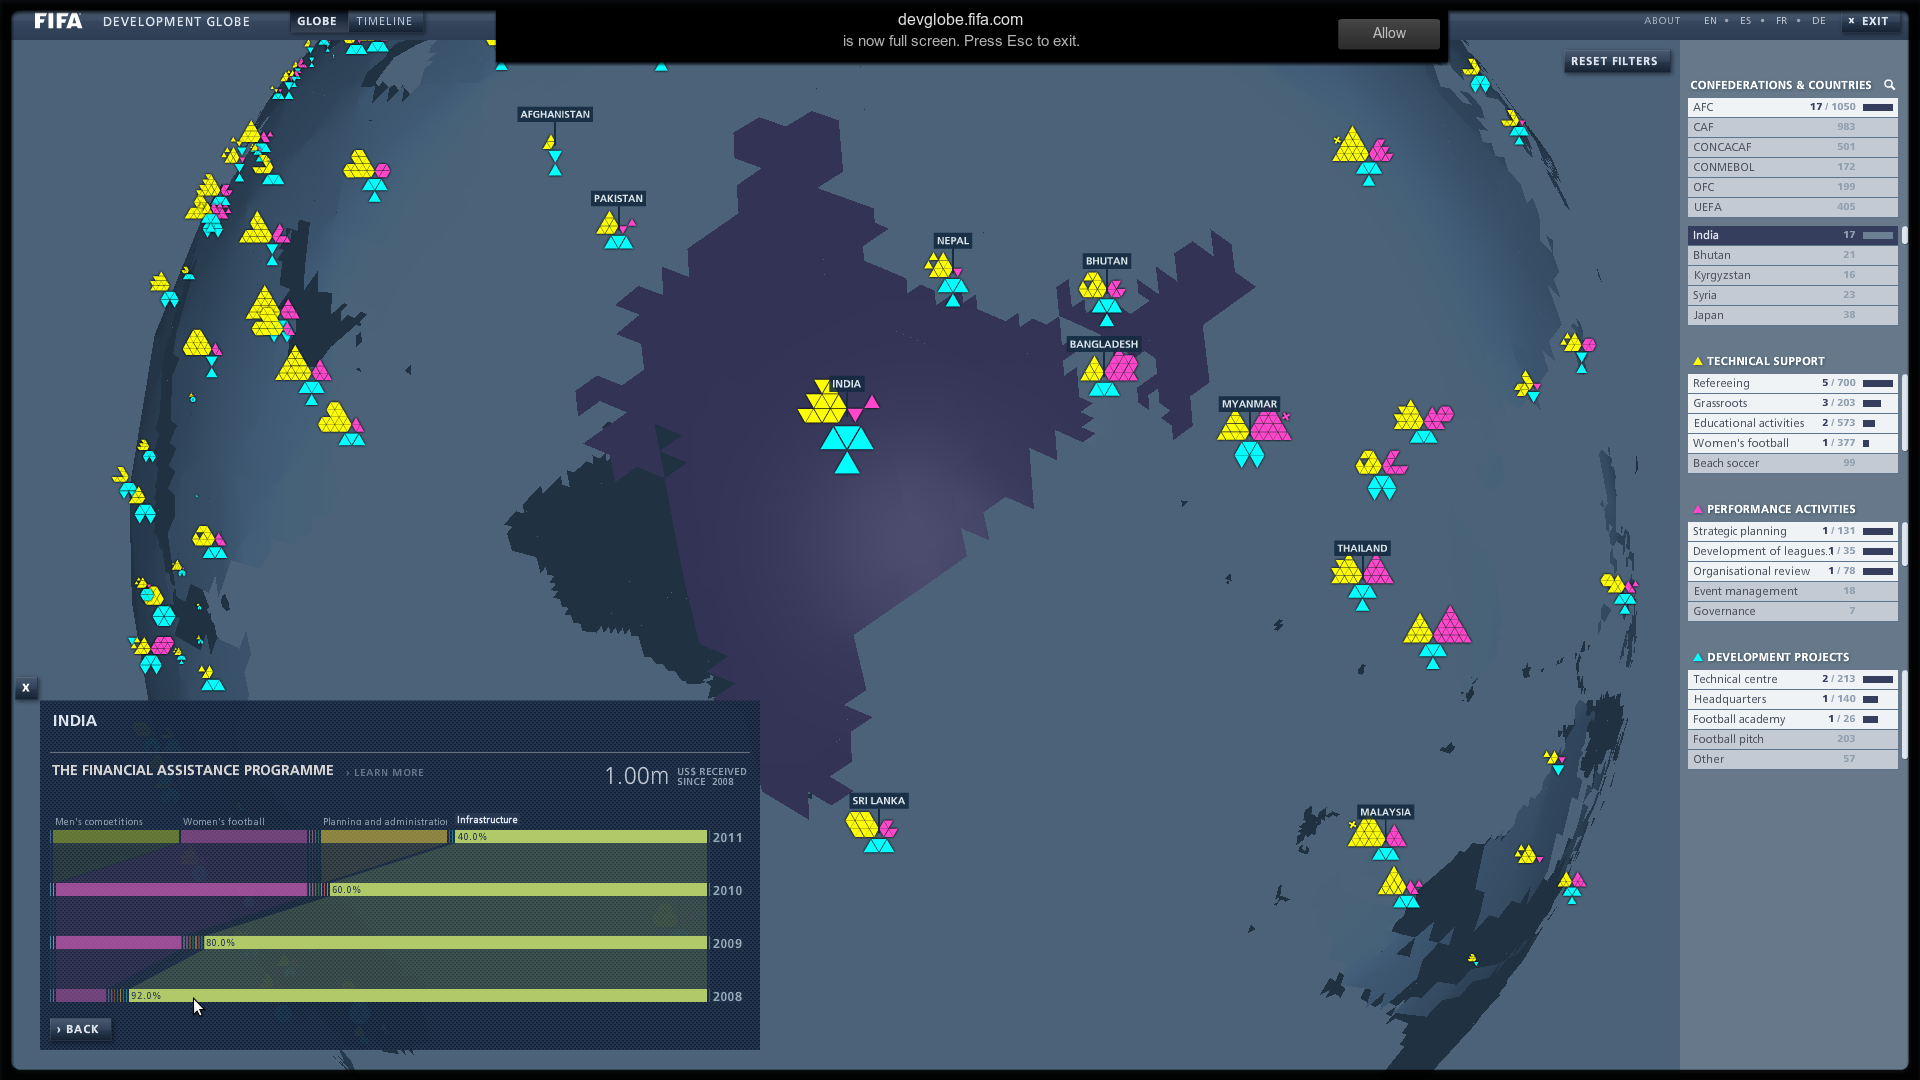 FIFA DEVELOPMENT GLOBE GLOBE TIMELINE
devglobe.fifa.com
is now full screen. Press Esc to exit.
Allow
ABOUT EN • ES • FR • DE × EXIT
RESET FILTERS
AFGHANISTAN
PAKISTAN
NEPAL
BHUTAN
BANGLADESH
INDIA
MYANMAR
THAILAND
SRI LANKA
MALAYSIA
CONFEDERATIONS & COUNTRIES
AFC 17 / 1050
CAF 983
CONCACAF 501
CONMEBOL 172
OFC 199
UEFA 405
India 17
Bhutan 21
Kyrgyzstan 16
Syria 23
Japan 38
TECHNICAL SUPPORT
Refereeing 5 / 700
Grassroots 3 / 203
Educational activities 2 / 573
Women's football 1 / 377
Beach soccer 99
PERFORMANCE ACTIVITIES
Strategic planning 1 / 131
Development of leagues. 1 / 35
Organisational review 1 / 78
Event management 18
Governance 7
DEVELOPMENT PROJECTS
Technical centre 2 / 213
Headquarters 1 / 140
Football academy 1 / 26
Football pitch 203
Other 57
X
INDIA
THE FINANCIAL ASSISTANCE PROGRAMME › LEARN MORE
1.00m US$ RECEIVED
SINCE 2008
Men's competitions Women's football Planning and administration Infrastructure
40.0% 2011
60.0% 2010
80.0% 2009
92.0% 2008
› BACK